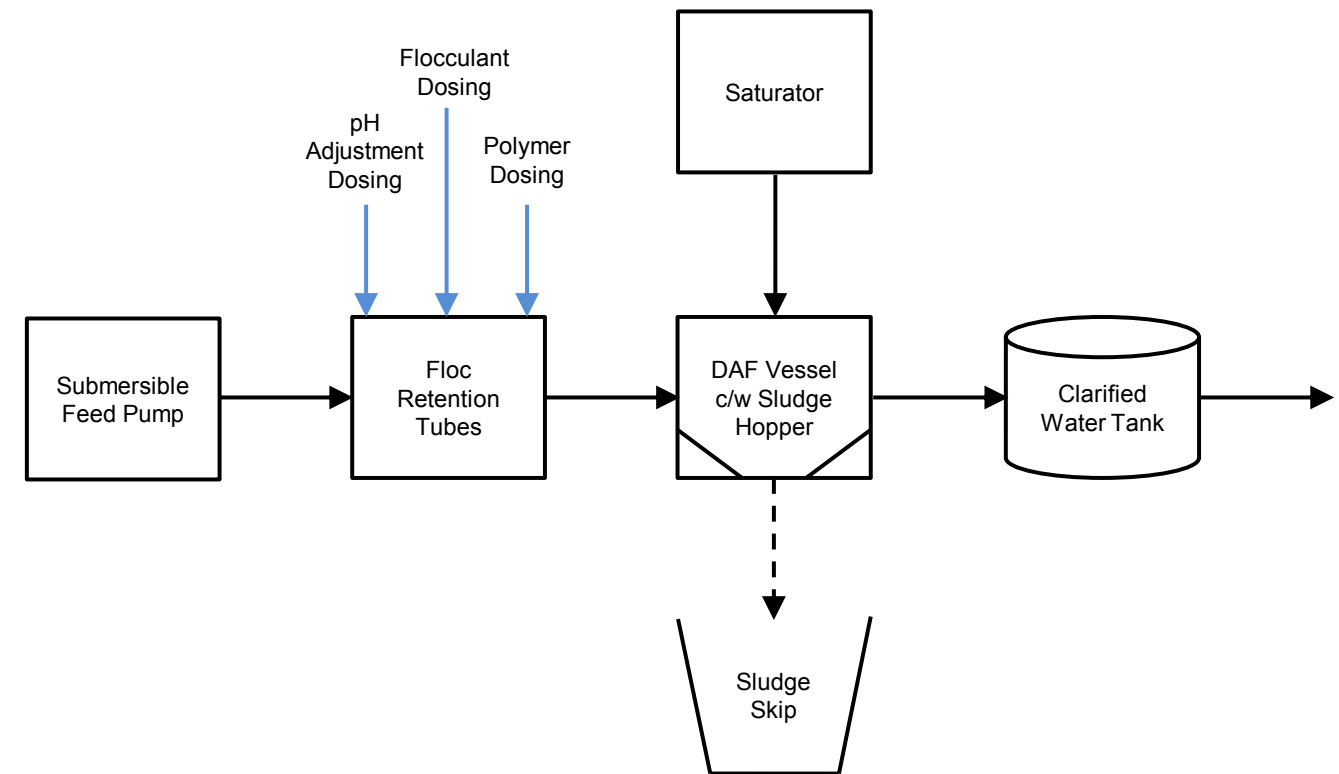 Flocculant
Dosing
pH
Adjustment
Dosing
Polymer
Dosing
Saturator
Submersible
Feed Pump
Floc
Retention
Tubes
DAF Vessel
c/w Sludge
Hopper
Clarified
Water Tank
Sludge
Skip